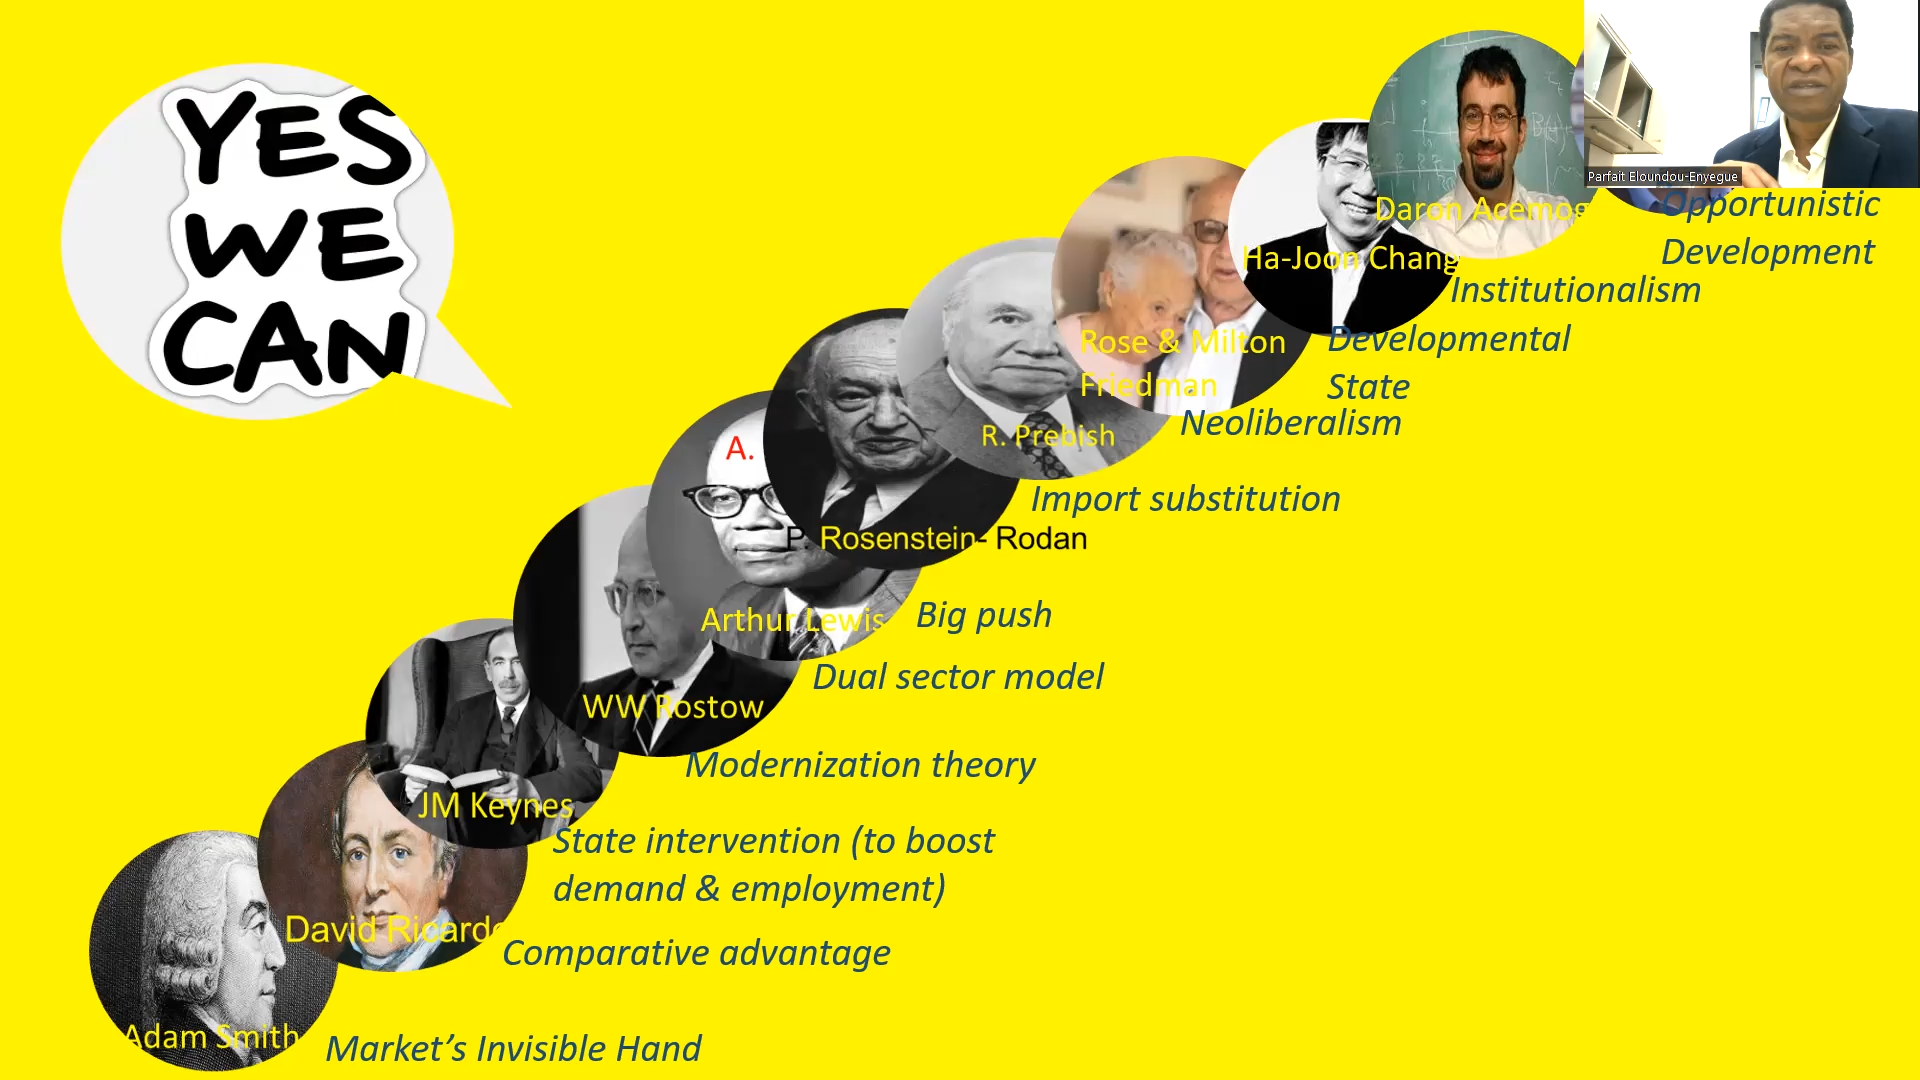 YES
WE
CAN
Parfait Eloundou-Enyegue
Opportunistic
Development
Daron Acemog
Institutionalism
Ha-Joon Chang
Developmental
State
Rose & Milton
Friedman
Neoliberalism
R. Prebish
Import substitution
A.
P. Rosenstein- Rodan
Big push
Arthur Lewis
Dual sector model
WW Rostow
Modernization theory
JM Keynes
State intervention (to boost
demand & employment)
David Ricardo
Comparative advantage
Adam Smith
Market’s Invisible Hand